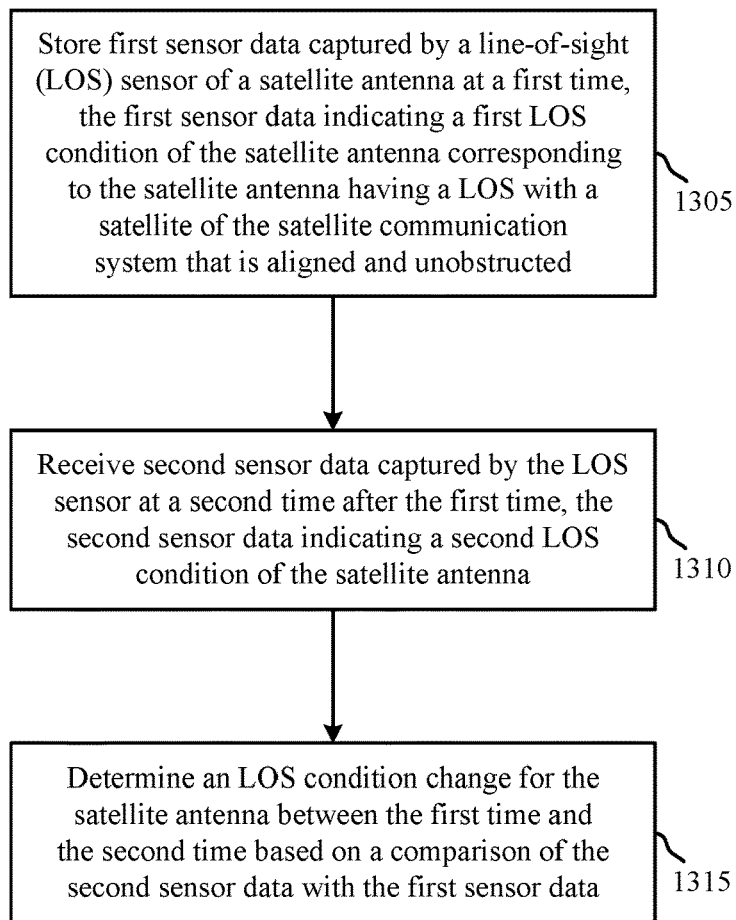 Store first sensor data captured by a line-of-sight
(LOS) sensor of a satellite antenna at a first time,
the first sensor data indicating a first LOS
condition of the satellite antenna corresponding
to the satellite antenna having a LOS with a
satellite of the satellite communication
system that is aligned and unobstructed
1305
Receive second sensor data captured by the LOS
sensor at a second time after the first time, the
second sensor data indicating a second LOS
condition of the satellite antenna
1310
Determine an LOS condition change for the
satellite antenna between the first time and
the second time based on a comparison of the
second sensor data with the first sensor data
1315